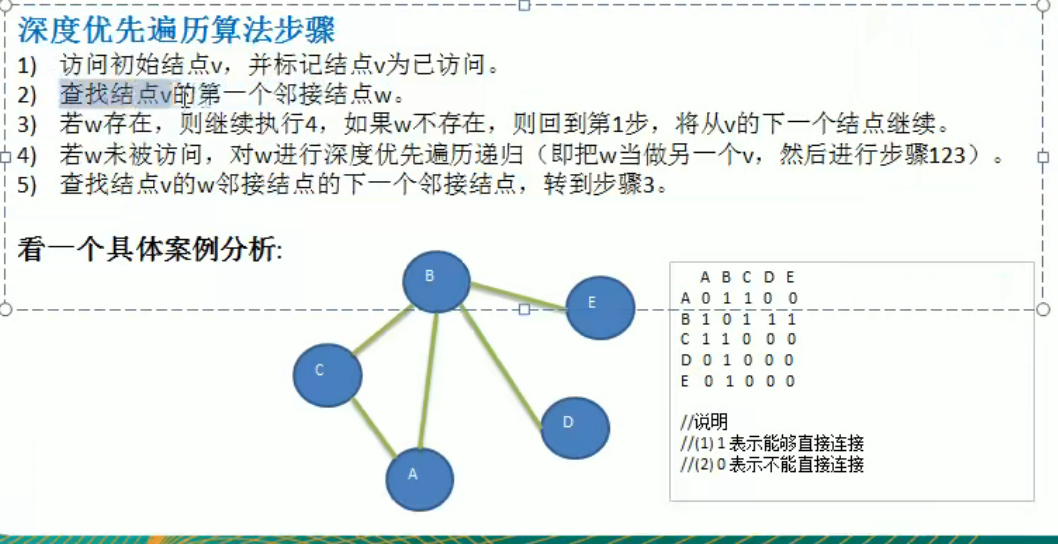 深度优先遍历算法步骤
1) 访问初始结点v，并标记结点v为已访问。
2) 查找结点v的第一个邻接结点w。
3) 若w存在，则继续执行4，如果w不存在，则回到第1步，将从v的下一个结点继续。
4) 若w未被访问，对w进行深度优先遍历递归（即把w当做另一个v，然后进行步骤123）。
5) 查找结点v的w邻接结点的下一个邻接结点，转到步骤3。
看一个具体案例分析:
B
E
C
D
A
A B C D E
A 0 1 1 0 0
B 1 0 1 1 1
C 1 1 0 0 0
D 0 1 0 0 0
E 0 1 0 0 0
//说明
//(1) 1 表示能够直接连接
//(2) 0 表示不能直接连接